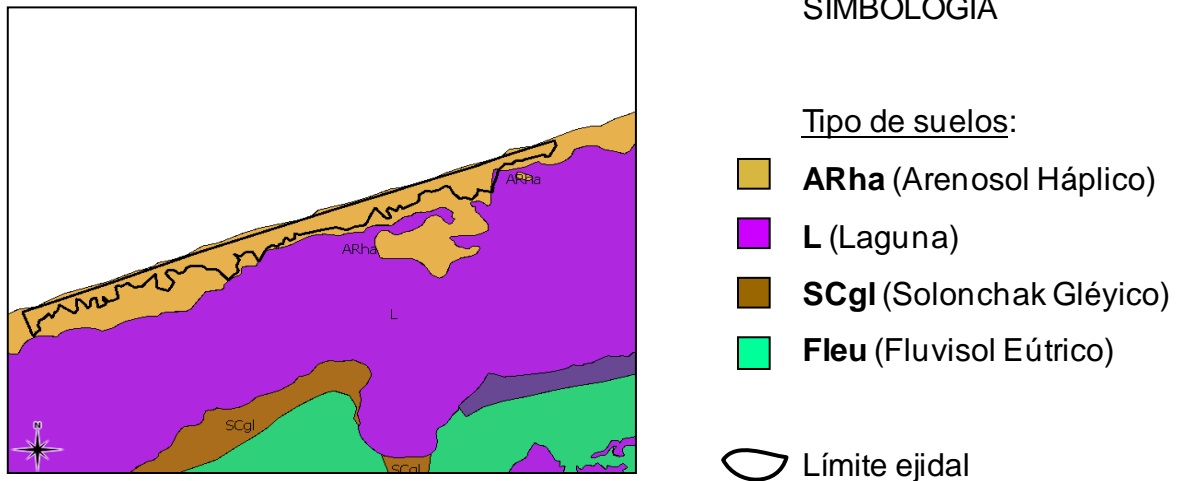 SIMBOLOGÍA
Tipo de suelos:
ARha (Arenosol Háplico)
L (Laguna)
SCgl (Solonchak Gléyico)
Fleu (Fluvisol Eútrico)
Límite ejidal
ARha
ARha
L
SCgl
SCgl
N